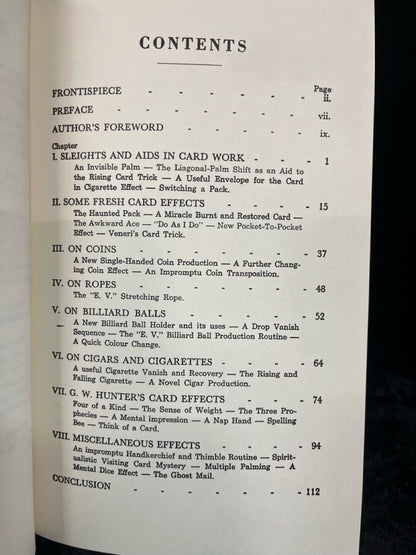 CONTENTS
Page
FRONTISPIECE - - - - - - ii.
PREFACE - - - - - - vii.
AUTHOR'S FOREWORD - - - - - ix.
Chapter
I. SLEIGHTS AND AIDS IN CARD WORK - - - 1
An Invisible Palm — The Liagonal-Palm Shift as an Aid to
the Rising Card Trick — A Useful Envelope for the Card
in Cigarette Effect — Switching a Pack.
II. SOME FRESH CARD EFFECTS - - - - 15
The Haunted Pack — A Miracle Burnt and Restored Card —
The Awkward Ace — "Do As I Do" — New Pocket-To-Pocket
Effect — Veneri's Card Trick.
III. ON COINS - - - - - - 37
A New Single-Handed Coin Production — A Further Chang-
ing Coin Effect — An Impromptu Coin Transposition.
IV. ON ROPES - - - - - - 48
The "E. V." Stretching Rope.
V. ON BILLIARD BALLS - - - - - 52
A New Billiard Ball Holder and its uses — A Drop Vanish
Sequence — The "E. V." Billiard Ball Production Routine —
A Quick Colour Change.
VI. ON CIGARS AND CIGARETTES - - - - 64
A useful Cigarette Vanish and Recovery — The Rising and
Falling Cigarette — A Novel Cigar Production.
VII. G. W. HUNTER'S CARD EFFECTS - - - 74
Four of a Kind — The Sense of Weight — The Three Pro-
phecies — A Mental impression — A Nap Hand — Spelling
Bee — Think of a Card.
VIII. MISCELLANEOUS EFFECTS - - - - 94
An impromptu Handkerchief and Thimble Routine — Spirit-
ualistic Visiting Card Mystery — Multiple Palming — A
Mental Dice Effect — The Ghost Mail.
CONCLUSION - - - - - - 112